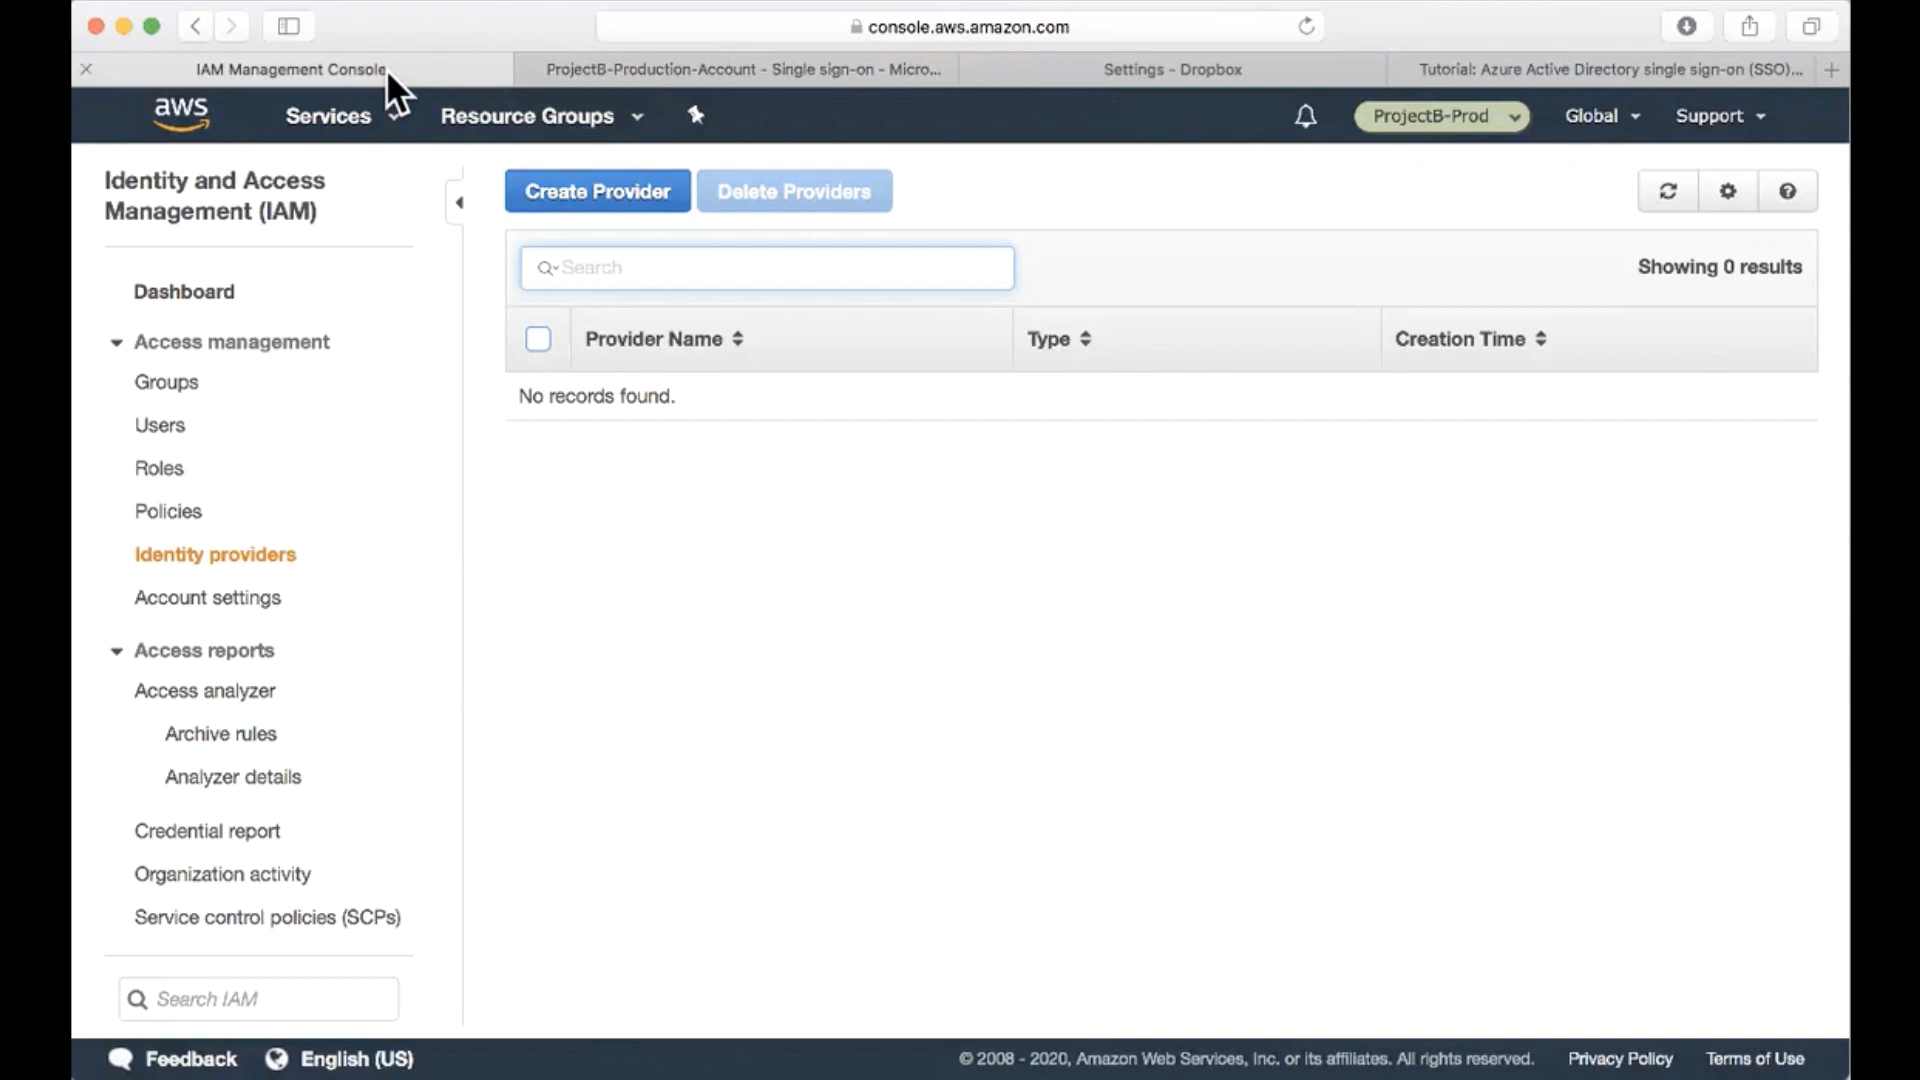 console.aws.amazon.com
IAM Management Console
ProjectB-Production-Account - Single sign-on - Micro...
Settings - Dropbox
Tutorial: Azure Active Directory single sign-on (SSO)...
aws
Services
Resource Groups
ProjectB-Prod
Global
Support
Identity and Access
Management (IAM)
Dashboard
Access management
Groups
Users
Roles
Policies
Identity providers
Account settings
Access reports
Access analyzer
Archive rules
Analyzer details
Credential report
Organization activity
Service control policies (SCPs)
Search IAM
Create Provider
Delete Providers
Search
Showing 0 results
Provider Name
Type
Creation Time
No records found.
Feedback
English (US)
© 2008 - 2020, Amazon Web Services, Inc. or its affiliates. All rights reserved.
Privacy Policy
Terms of Use